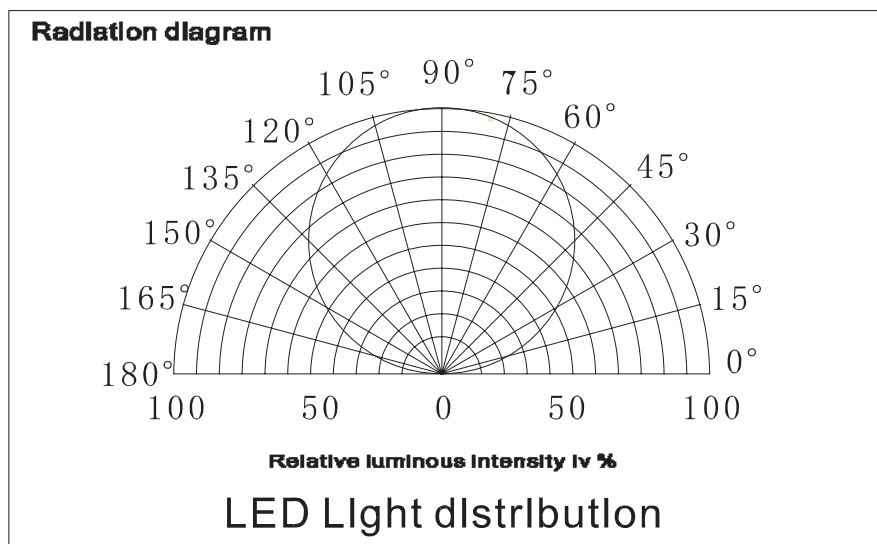 Radiation diagram
90°
105° 75°
120° 60°
135° 45°
150° 30°
165° 15°
180° 0°
100 50 0 50 100
Relative luminous intensity Iv %
LED Light distribution